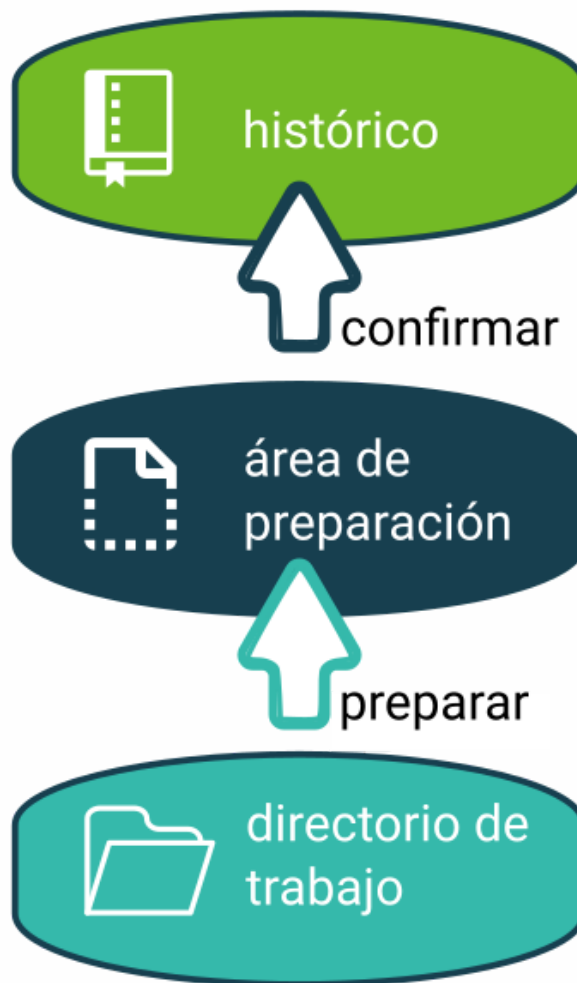 histórico
confirmar
área de
preparación
preparar
directorio de
trabajo